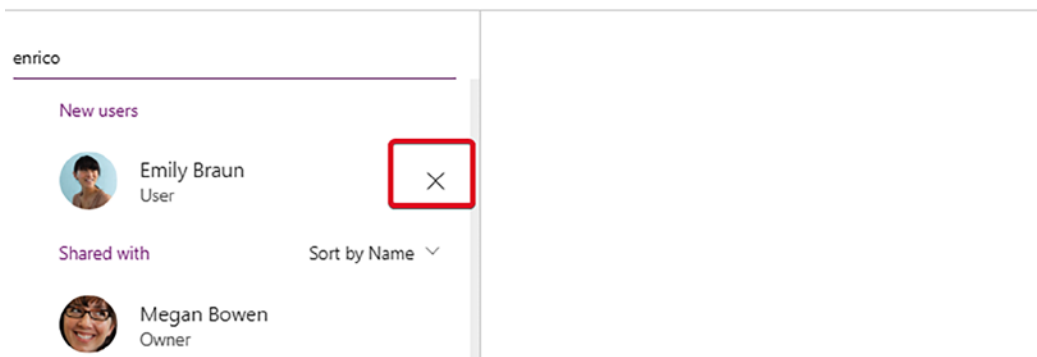 enrico
New users
Emily Braun
User
Shared with Sort by Name
Megan Bowen
Owner